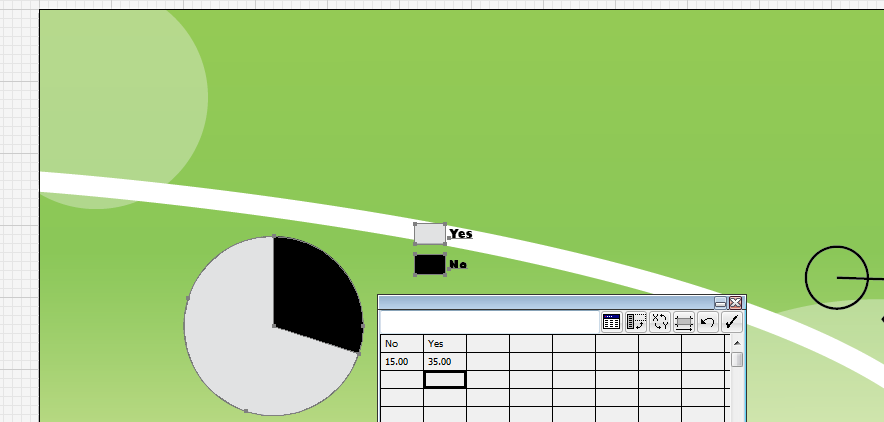 Yes
No
No Yes
15.00 35.00